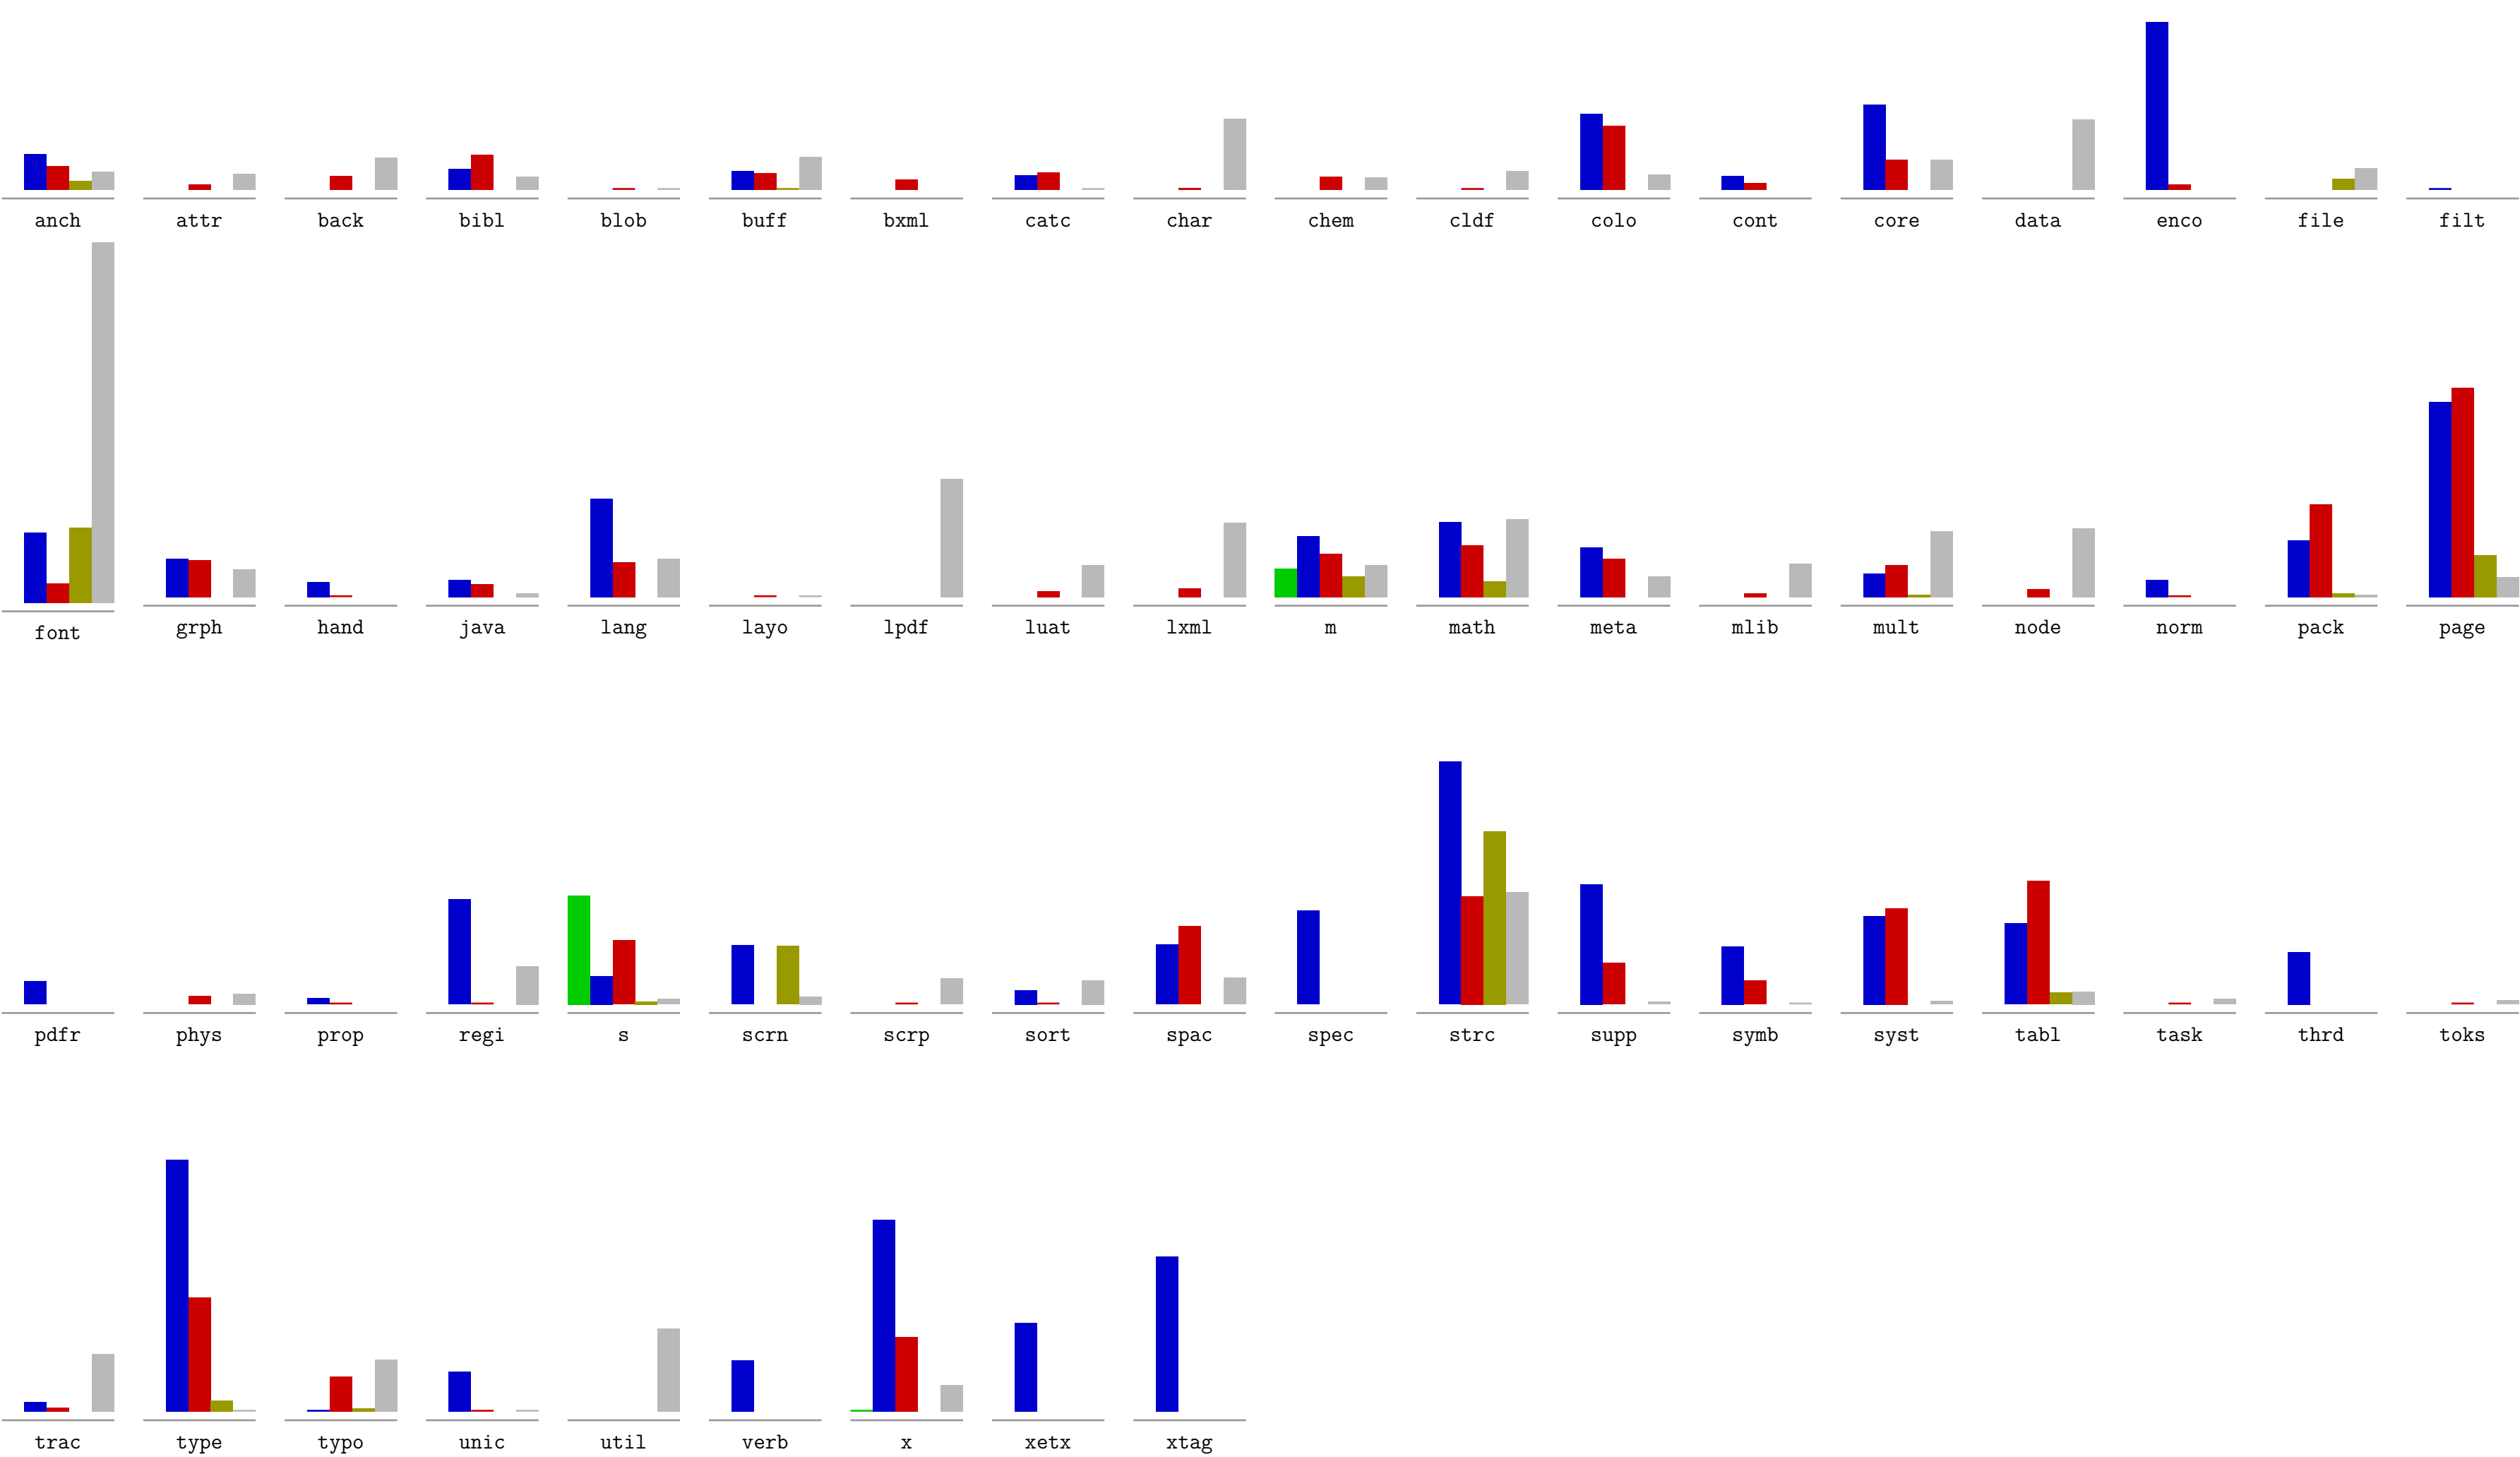 anch attr back bibl blob buff bxml catc char chem cldf colo cont core data enco file filt
font grph hand java lang layo lpdf luat lxml m math meta mlib mult node norm pack page
pdfr phys prop regi s scrn scrp sort spac spec strc supp symb syst tabl task thrd toks
trac type typo unic util verb x xetx xtag